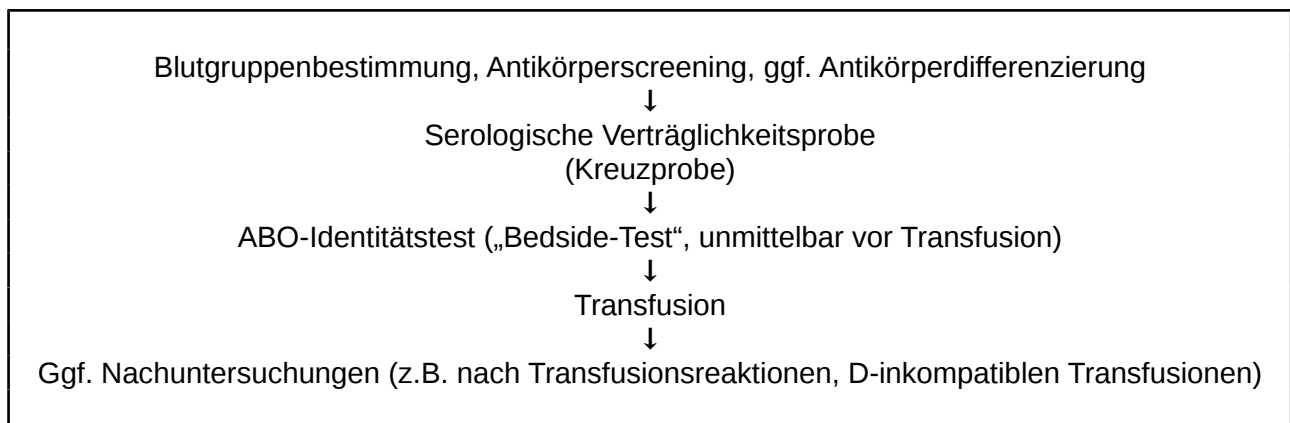 Blutgruppenbestimmung, Antikörperscreening, ggf. Antikörperdifferenzierung
↓
Serologische Verträglichkeitsprobe
(Kreuzprobe)
↓
ABO-Identitätstest („Bedside-Test“, unmittelbar vor Transfusion)
↓
Transfusion
↓
Ggf. Nachuntersuchungen (z.B. nach Transfusionsreaktionen, D-inkompatiblen Transfusionen)